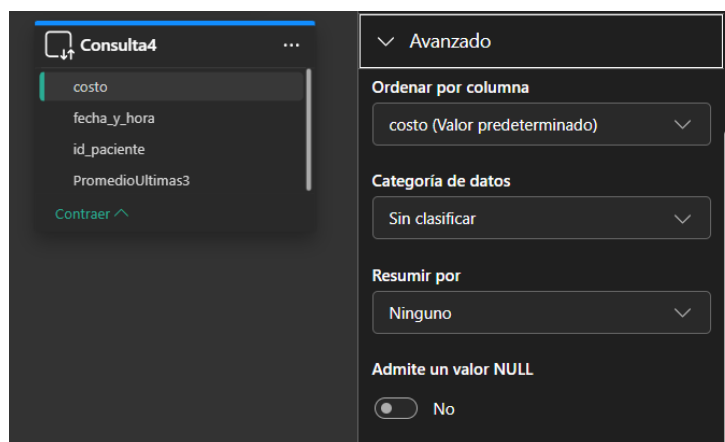 Consulta4
...
costo
fecha_y_hora
id_paciente
PromedioUltimas3
Contraer
Avanzado
Ordenar por columna
costo (Valor predeterminado)
Categoría de datos
Sin clasificar
Resumir por
Ninguno
Admite un valor NULL
No